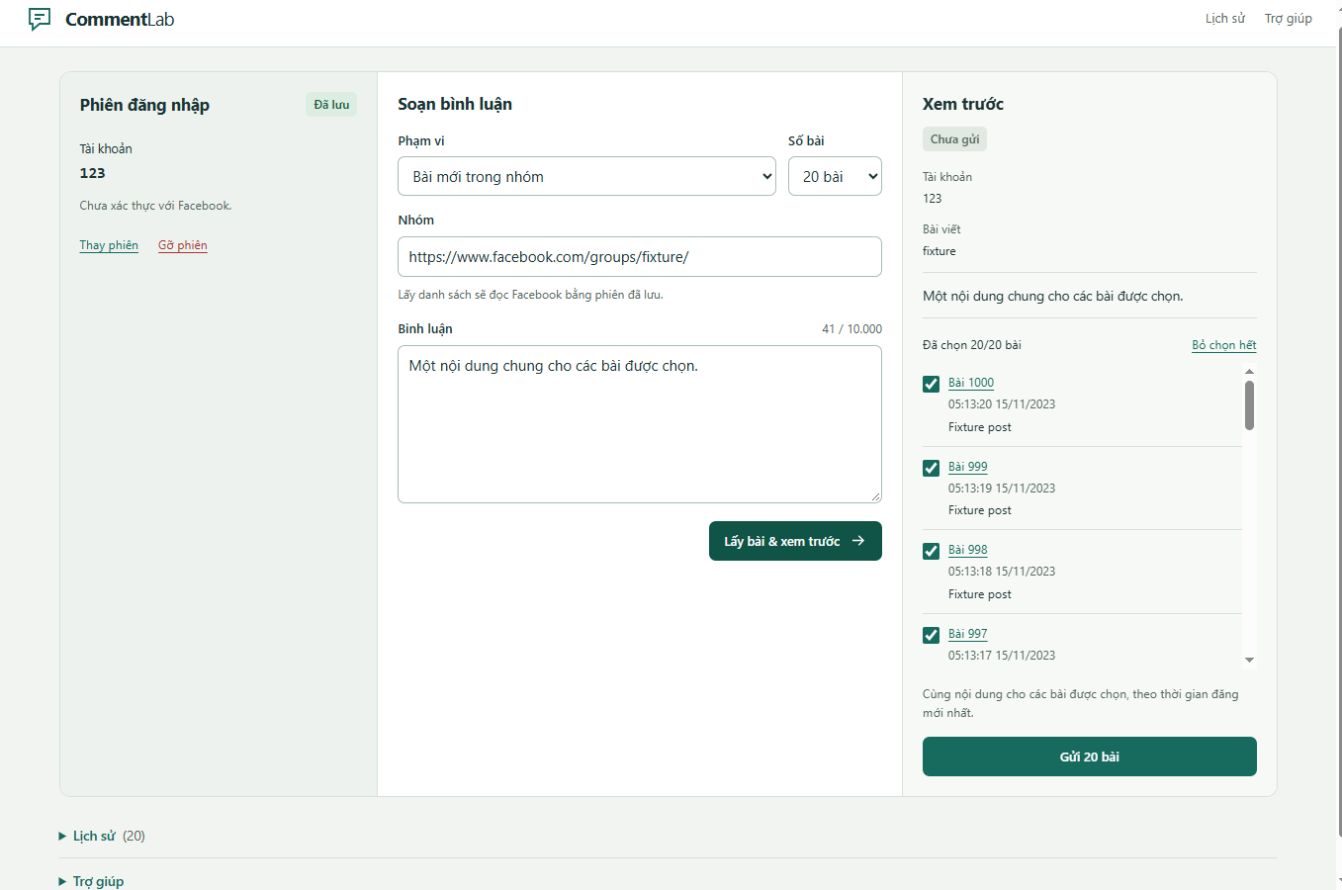 CommentLab
Lịch sử
Trợ giúp
Phiên đăng nhập
Đã lưu
Tài khoản
123
Chưa xác thực với Facebook.
Thay phiên
Gỡ phiên
Soạn bình luận
Phạm vi
Số bài
Bài mới trong nhóm
20 bài
Nhóm
https://www.facebook.com/groups/fixture/
Lấy danh sách sẽ đọc Facebook bằng phiên đã lưu.
Bình luận
41 / 10.000
Một nội dung chung cho các bài được chọn.
Lấy bài & xem trước →
Xem trước
Chưa gửi
Tài khoản
123
Bài viết
fixture
Một nội dung chung cho các bài được chọn.
Đã chọn 20/20 bài
Bỏ chọn hết
Bài 1000
05:13:20 15/11/2023
Fixture post
Bài 999
05:13:19 15/11/2023
Fixture post
Bài 998
05:13:18 15/11/2023
Fixture post
Bài 997
05:13:17 15/11/2023
Cùng nội dung cho các bài được chọn, theo thời gian đăng
mới nhất.
Gửi 20 bài
Lịch sử (20)
Trợ giúp